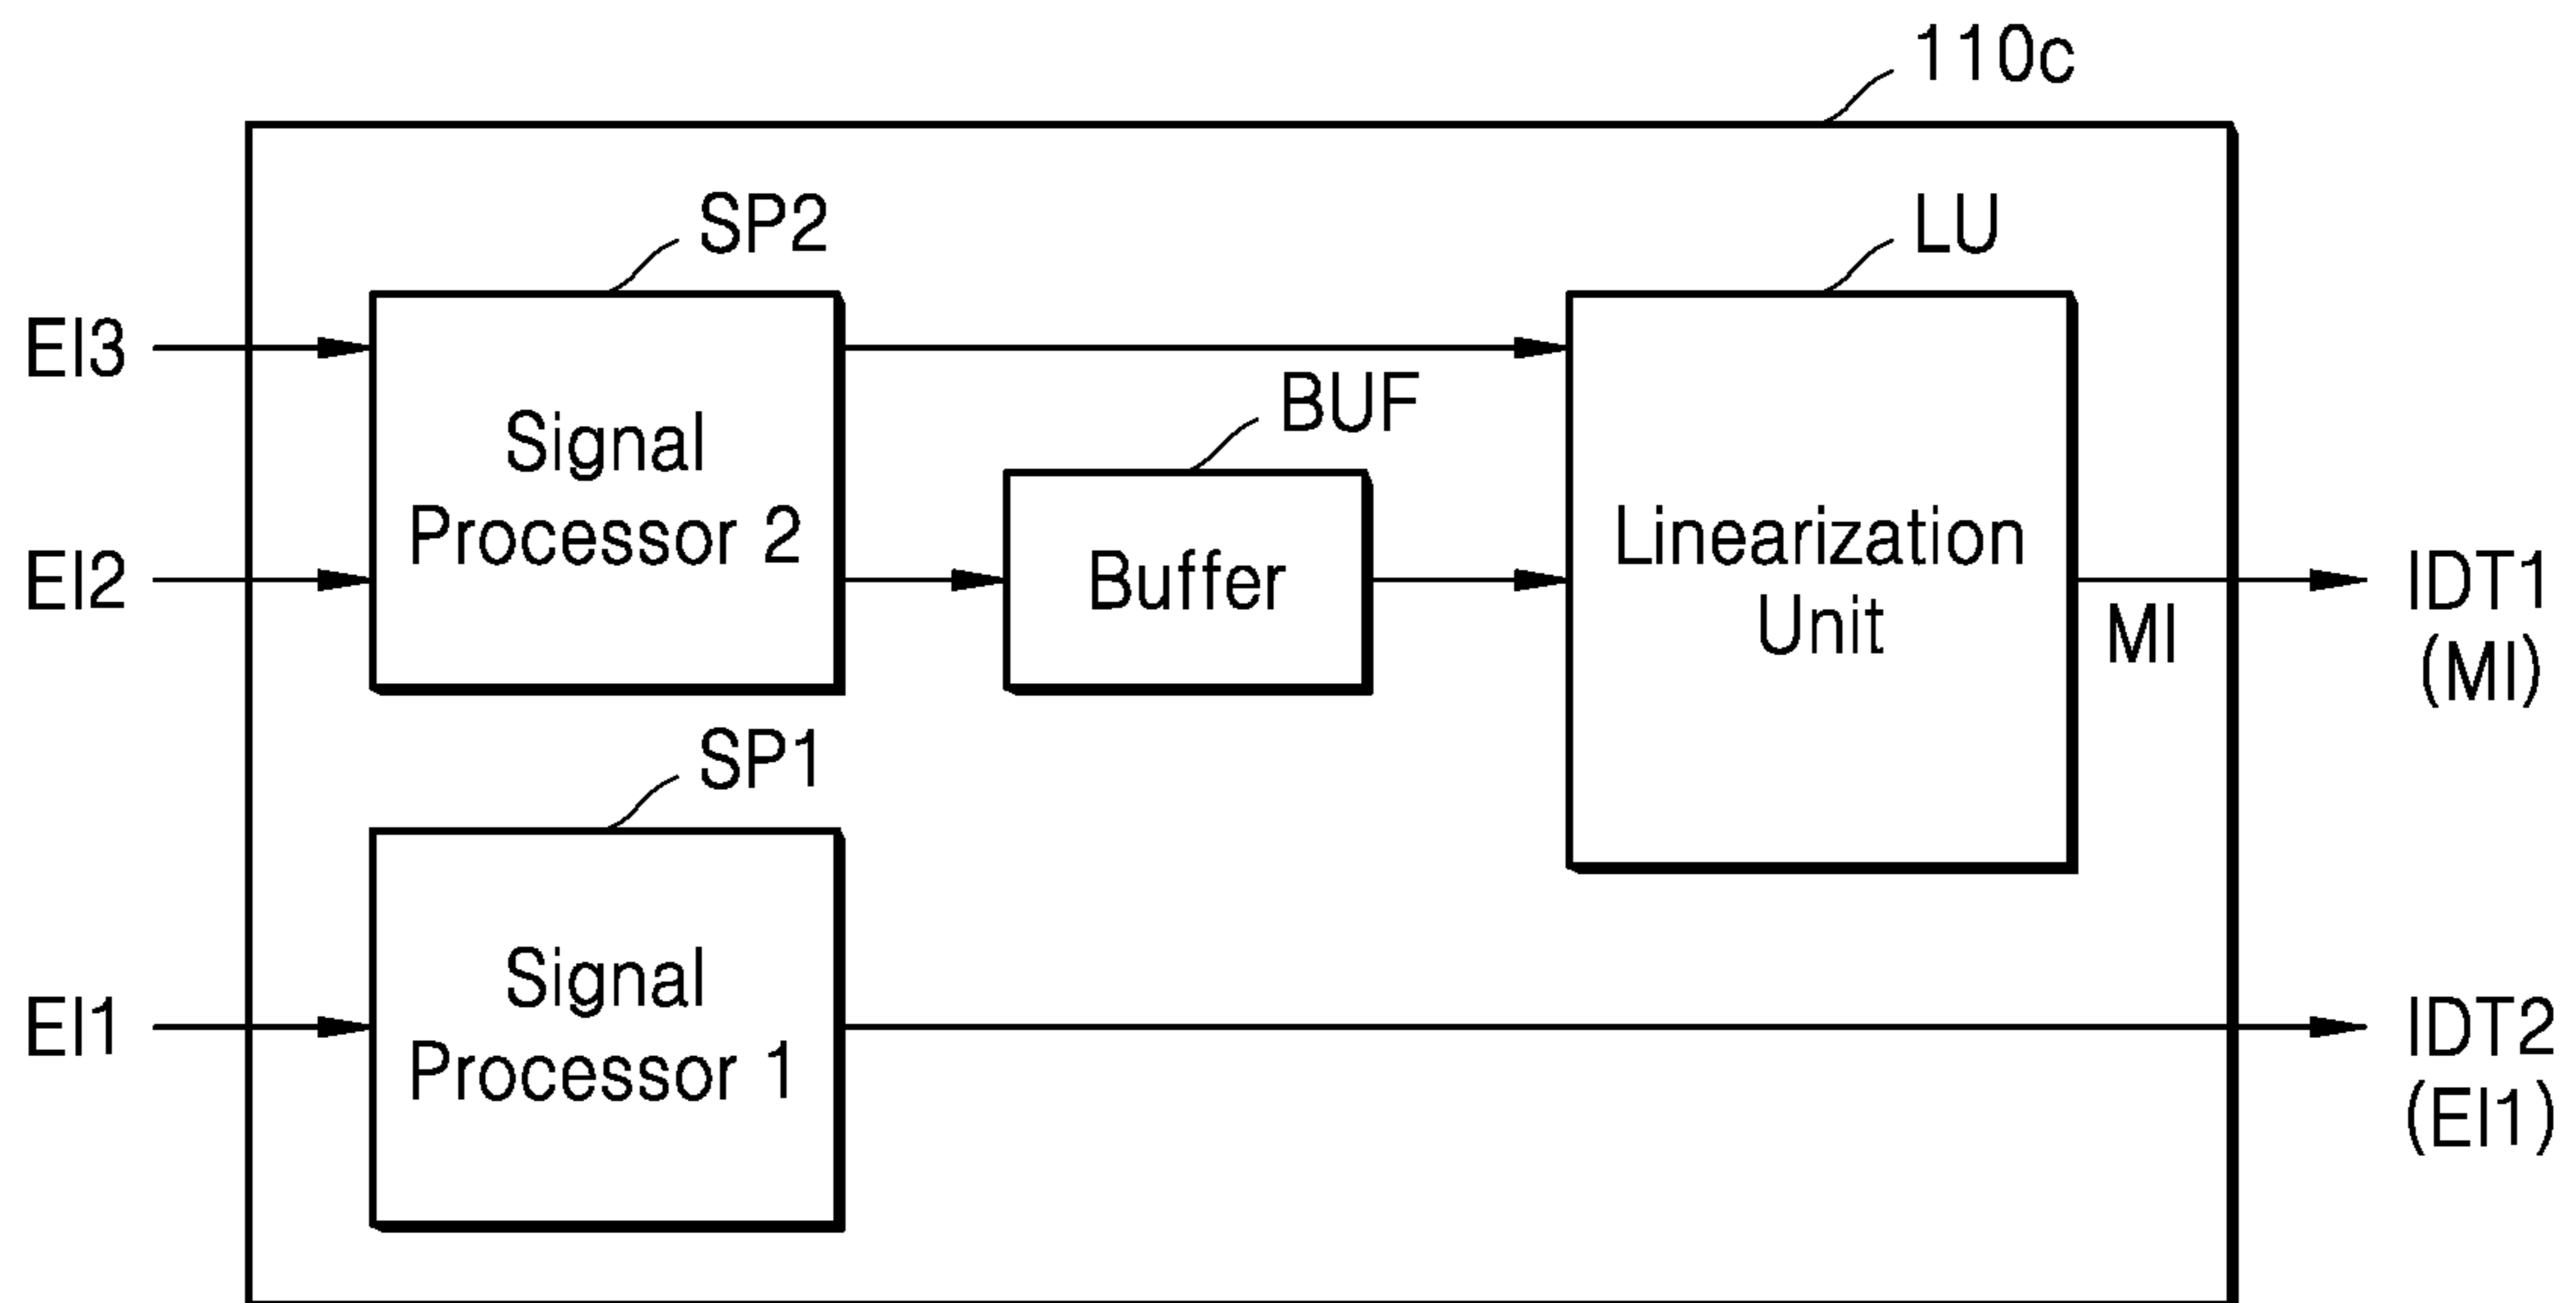 110c
SP2
LU
EI3
BUF
Signal
Processor 2
EI2
Buffer
Linearization
Unit
MI
IDT1
(MI)
SP1
EI1
Signal
Processor 1
IDT2
(EI1)